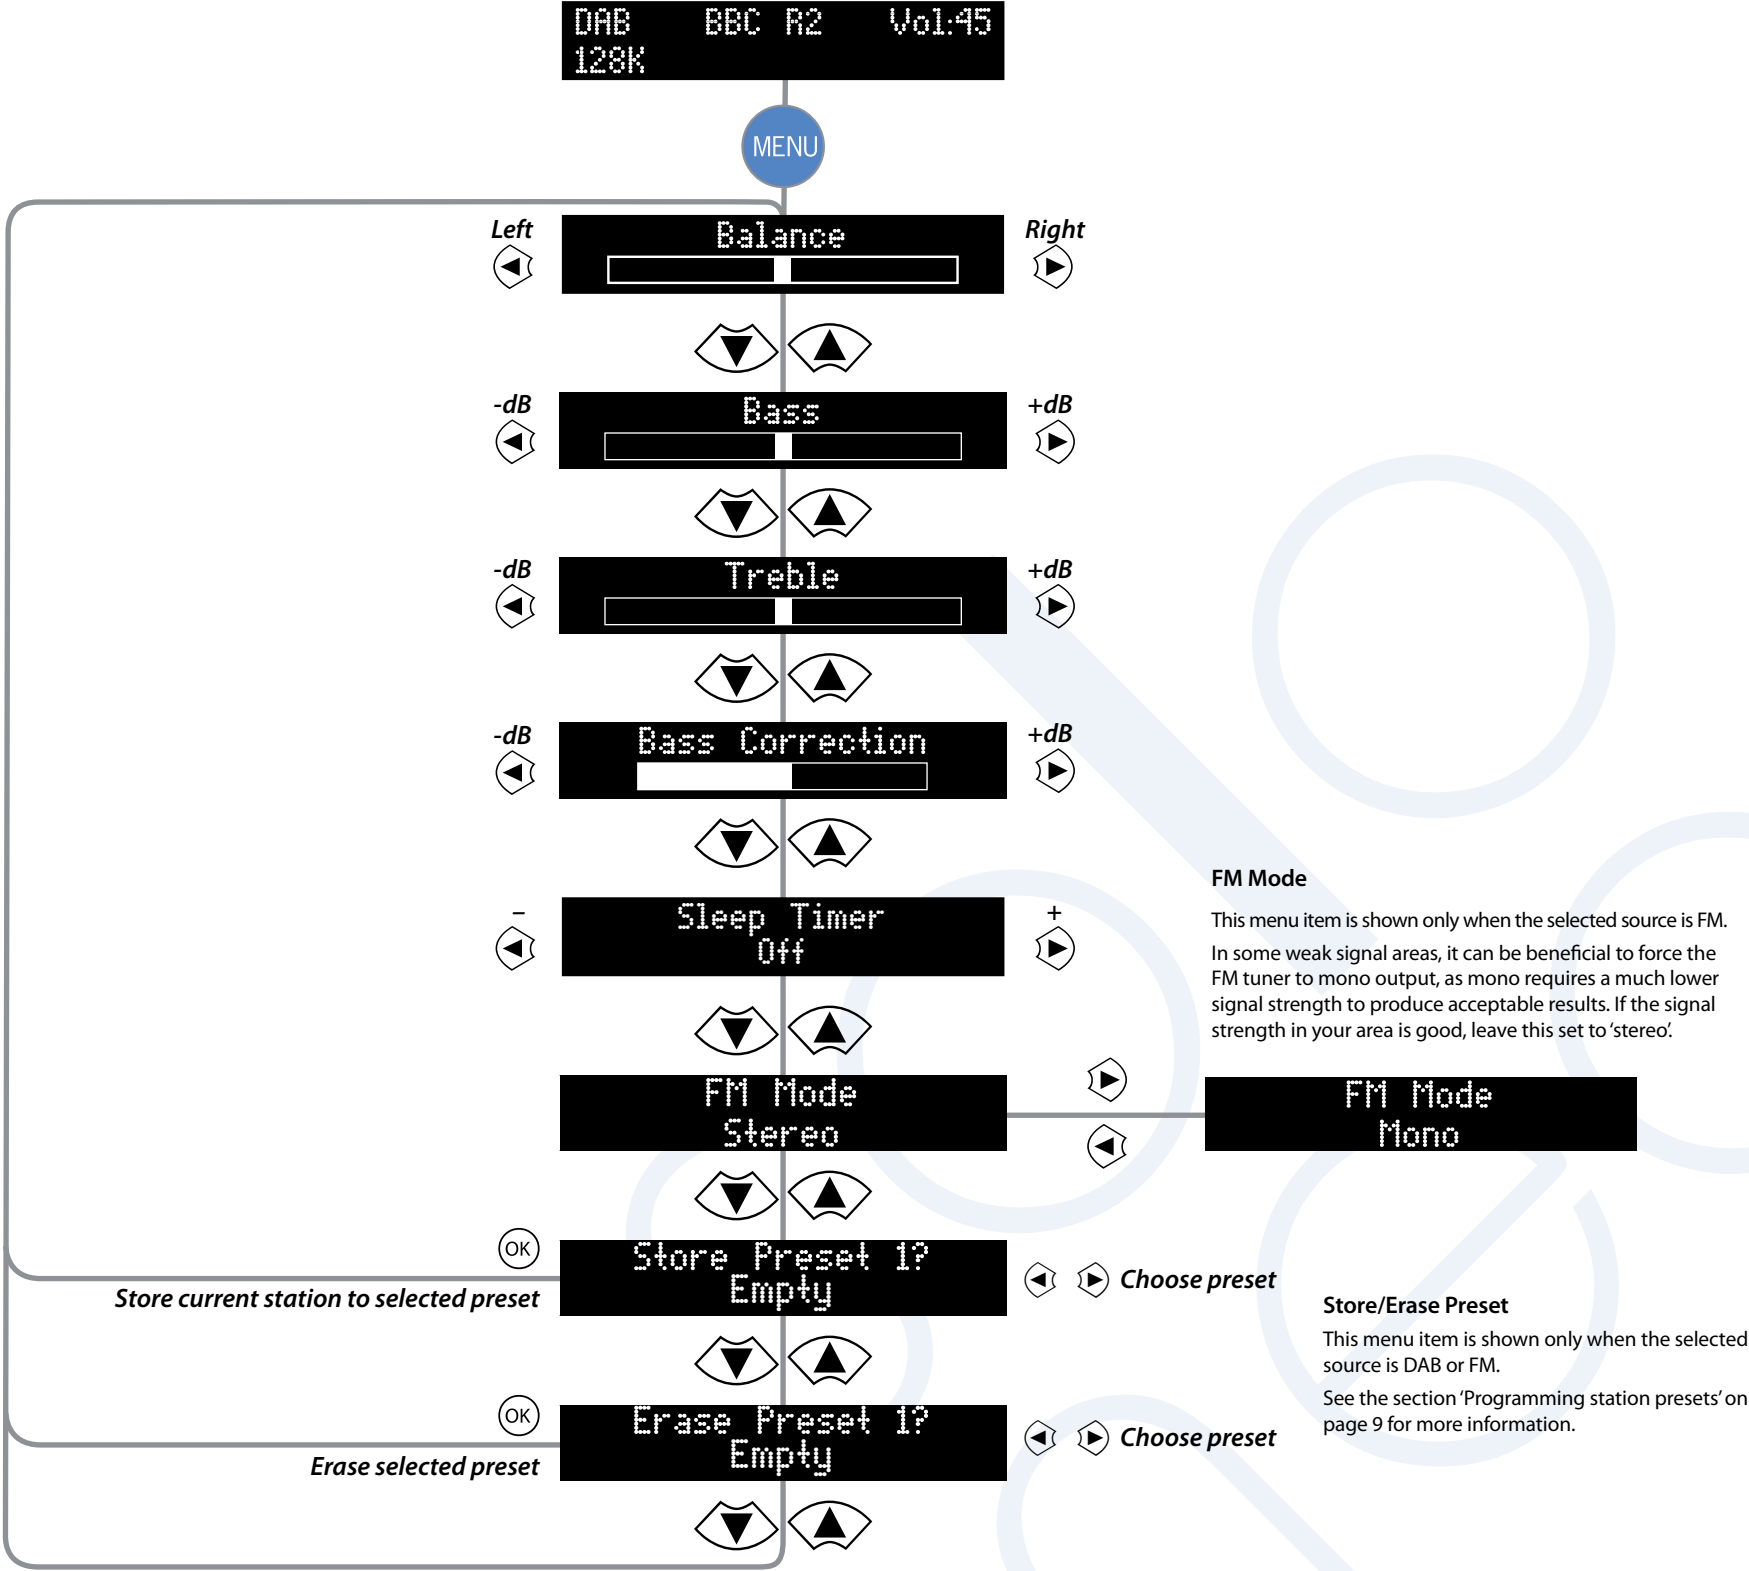 DAB BBC R2 Vol:45
128K
MENU
Left
Balance
Right
-dB
Bass
+dB
-dB
Treble
+dB
-dB
Bass Correction
+dB
–
Sleep Timer
Off
+
FM Mode
This menu item is shown only when the selected source is FM.
In some weak signal areas, it can be beneficial to force the
FM tuner to mono output, as mono requires a much lower
signal strength to produce acceptable results. If the signal
strength in your area is good, leave this set to ‘stereo’.
FM Mode
Stereo
FM Mode
Mono
OK
Store Preset 1?
Empty
Store current station to selected preset
Choose preset
Store/Erase Preset
This menu item is shown only when the selected
source is DAB or FM.
See the section ‘Programming station presets’ on
page 9 for more information.
OK
Erase Preset 1?
Empty
Erase selected preset
Choose preset